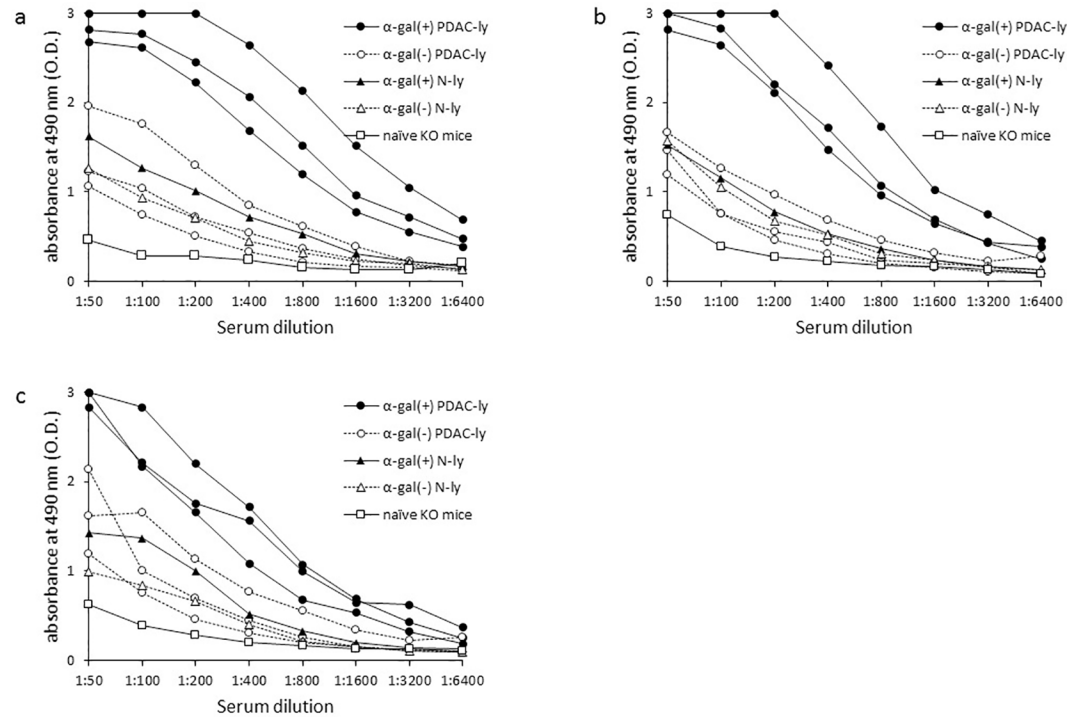 a
absorbance at 490 nm (O.D.)
3
2
1
0
1:50 1:100 1:200 1:400 1:800 1:1600 1:3200 1:6400
Serum dilution
α-gal(+) PDAC-ly
α-gal(-) PDAC-ly
α-gal(+) N-ly
α-gal(-) N-ly
naïve KO mice
b
absorbance at 490 nm (O.D.)
3
2
1
0
1:50 1:100 1:200 1:400 1:800 1:1600 1:3200 1:6400
Serum dilution
α-gal(+) PDAC-ly
α-gal(-) PDAC-ly
α-gal(+) N-ly
α-gal(-) N-ly
naïve KO mice
c
absorbance at 490 nm (O.D.)
3
2
1
0
1:50 1:100 1:200 1:400 1:800 1:1600 1:3200 1:6400
Serum dilution
α-gal(+) PDAC-ly
α-gal(-) PDAC-ly
α-gal(+) N-ly
α-gal(-) N-ly
naïve KO mice